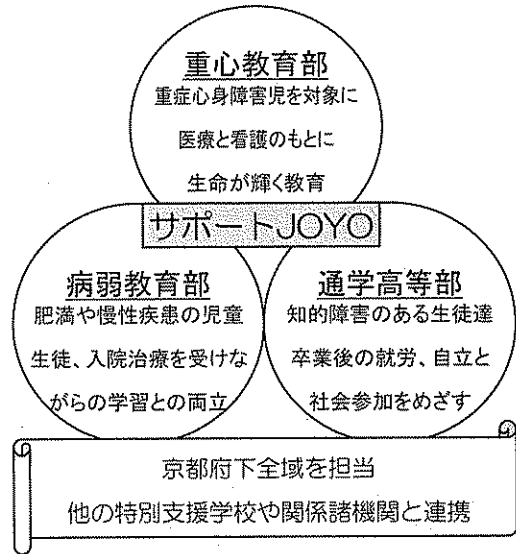 重心教育部
重症心身障害児を対象に
医療と看護のもとに
生命が輝く教育
サポートJOYO
病弱教育部
肥満や慢性疾患の児童
生徒、入院治療を受けな
がらの学習との両立
通学高等部
知的障害のある生徒達
卒業後の就労、自立と
社会参加をめざす
京都府下全域を担当
他の特別支援学校や関係諸機関と連携